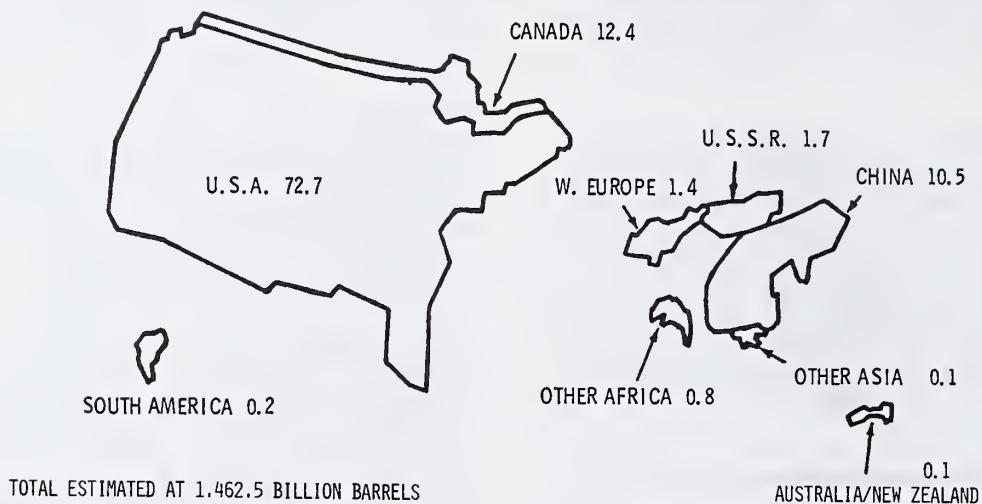 CANADA 12.4
U.S.S.R. 1.7
W. EUROPE 1.4
CHINA 10.5
U.S.A. 72.7
OTHER ASIA 0.1
OTHER AFRICA 0.8
SOUTH AMERICA 0.2
0.1
AUSTRALIA/NEW ZEALAND
TOTAL ESTIMATED AT 1.462.5 BILLION BARRELS